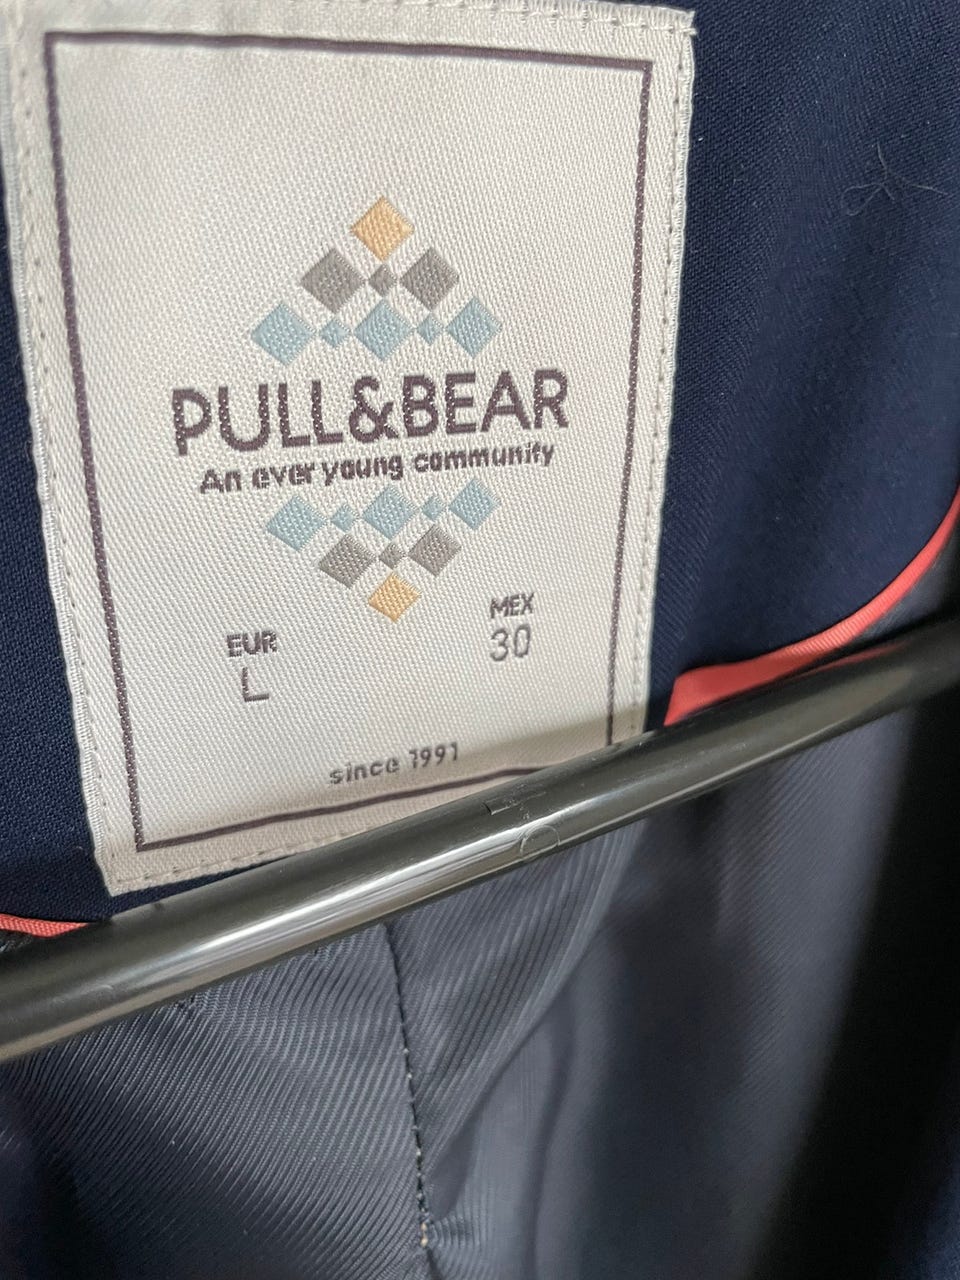 PULL&BEAR
An ever young community
EUR MEX
L 30
since 1991